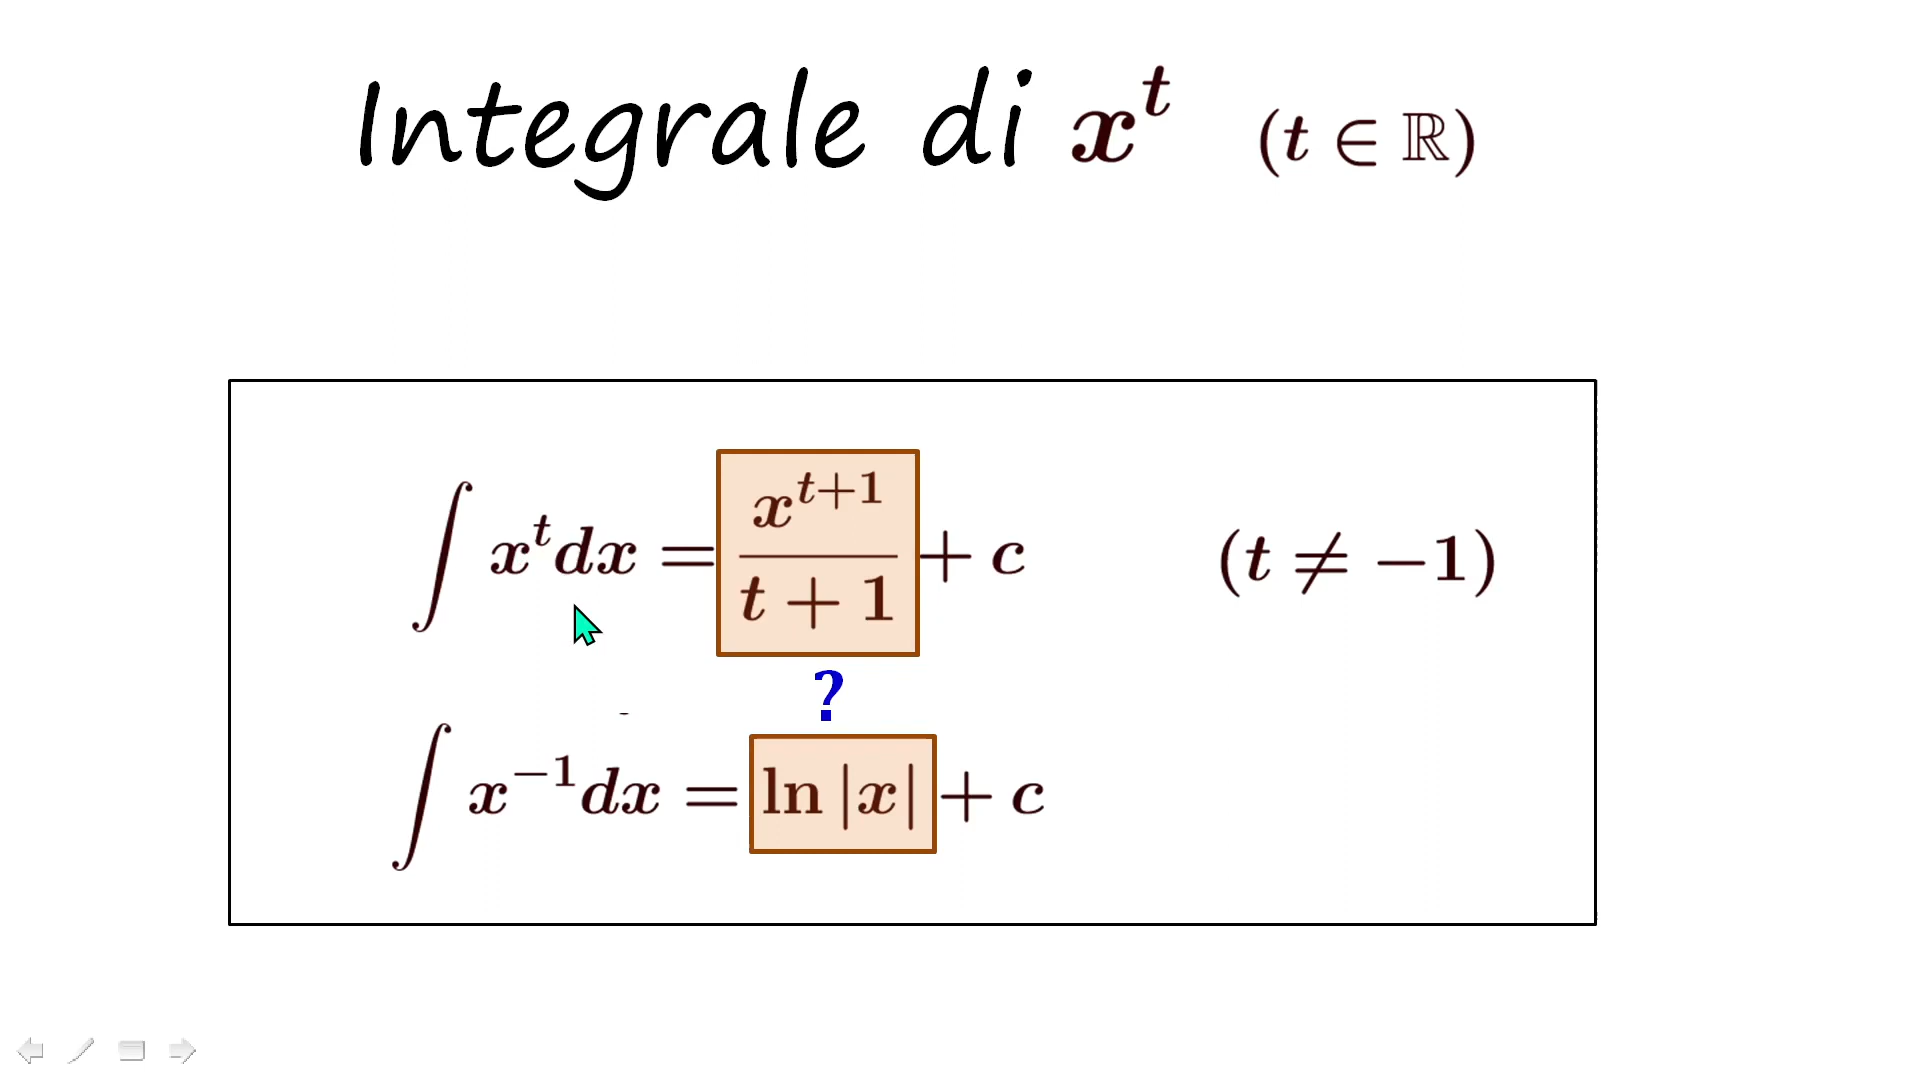 Integrale di x^t (t ∈ ℝ)
∫ x^t dx = x^{t+1}/(t + 1) + c (t ≠ −1)
?
∫ x^{−1} dx = ln |x| + c